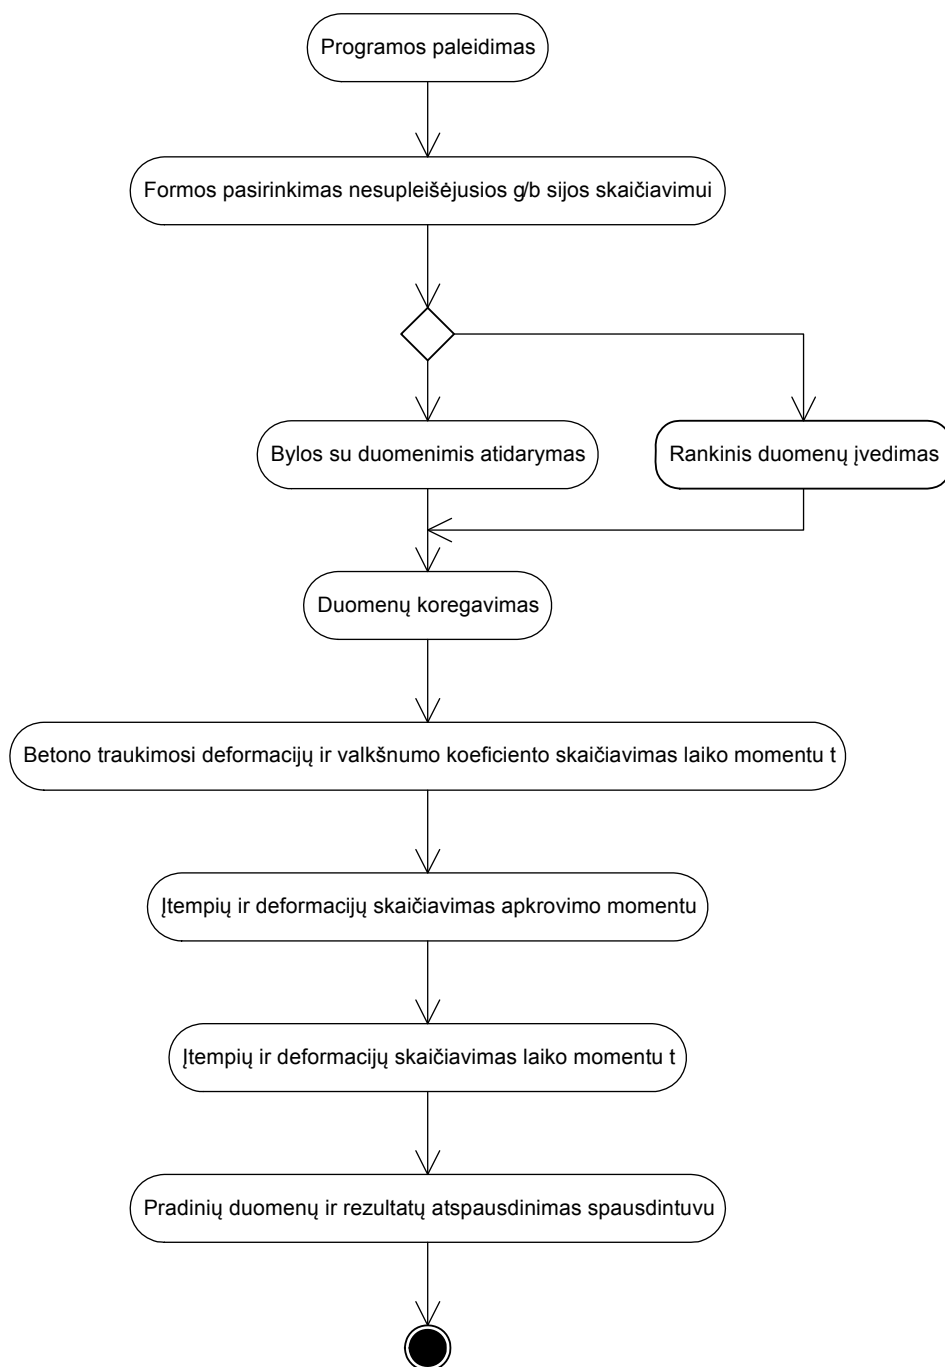 Programos paleidimas
Formos pasirinkimas nesupleišėjusios g/b sijos skaičiavimui
Bylos su duomenimis atidarymas
Rankinis duomenų įvedimas
Duomenų koregavimas
Betono traukimosi deformacijų ir valkšnumo koeficiento skaičiavimas laiko momentu t
Įtempių ir deformacijų skaičiavimas apkrovimo momentu
Įtempių ir deformacijų skaičiavimas laiko momentu t
Pradinių duomenų ir rezultatų atspausdinimas spausdintuvu